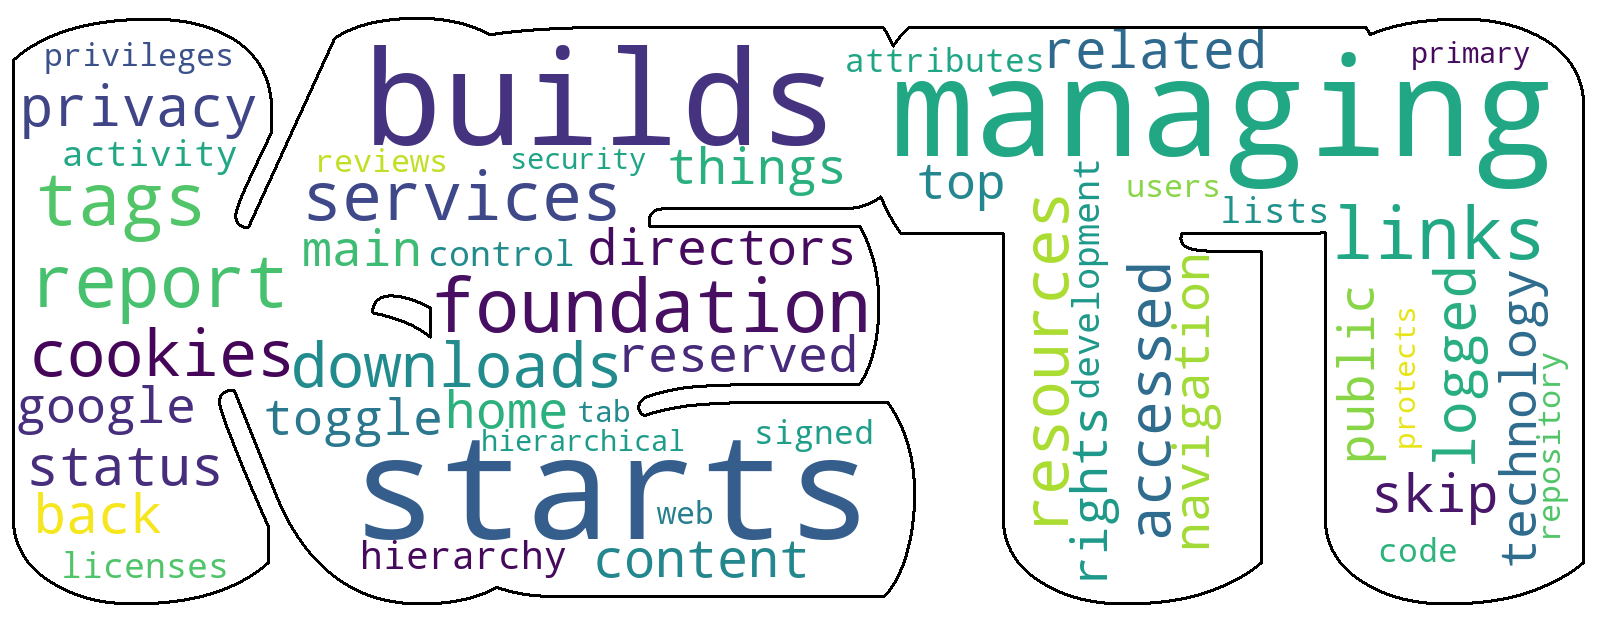 privileges
privacy
activity
tags
report
cookies
google
status
back
licenses
builds
reviews
security
things
services
main
control
directors
foundation
downloads
reserved
toggle
home
tab
hierarchical
signed
starts
web
hierarchy
content
attributes
related
primary
managing
top
users
lists
links
resources
development
rights
accessed
navigation
public
protects
logged
technology
repository
skip
code